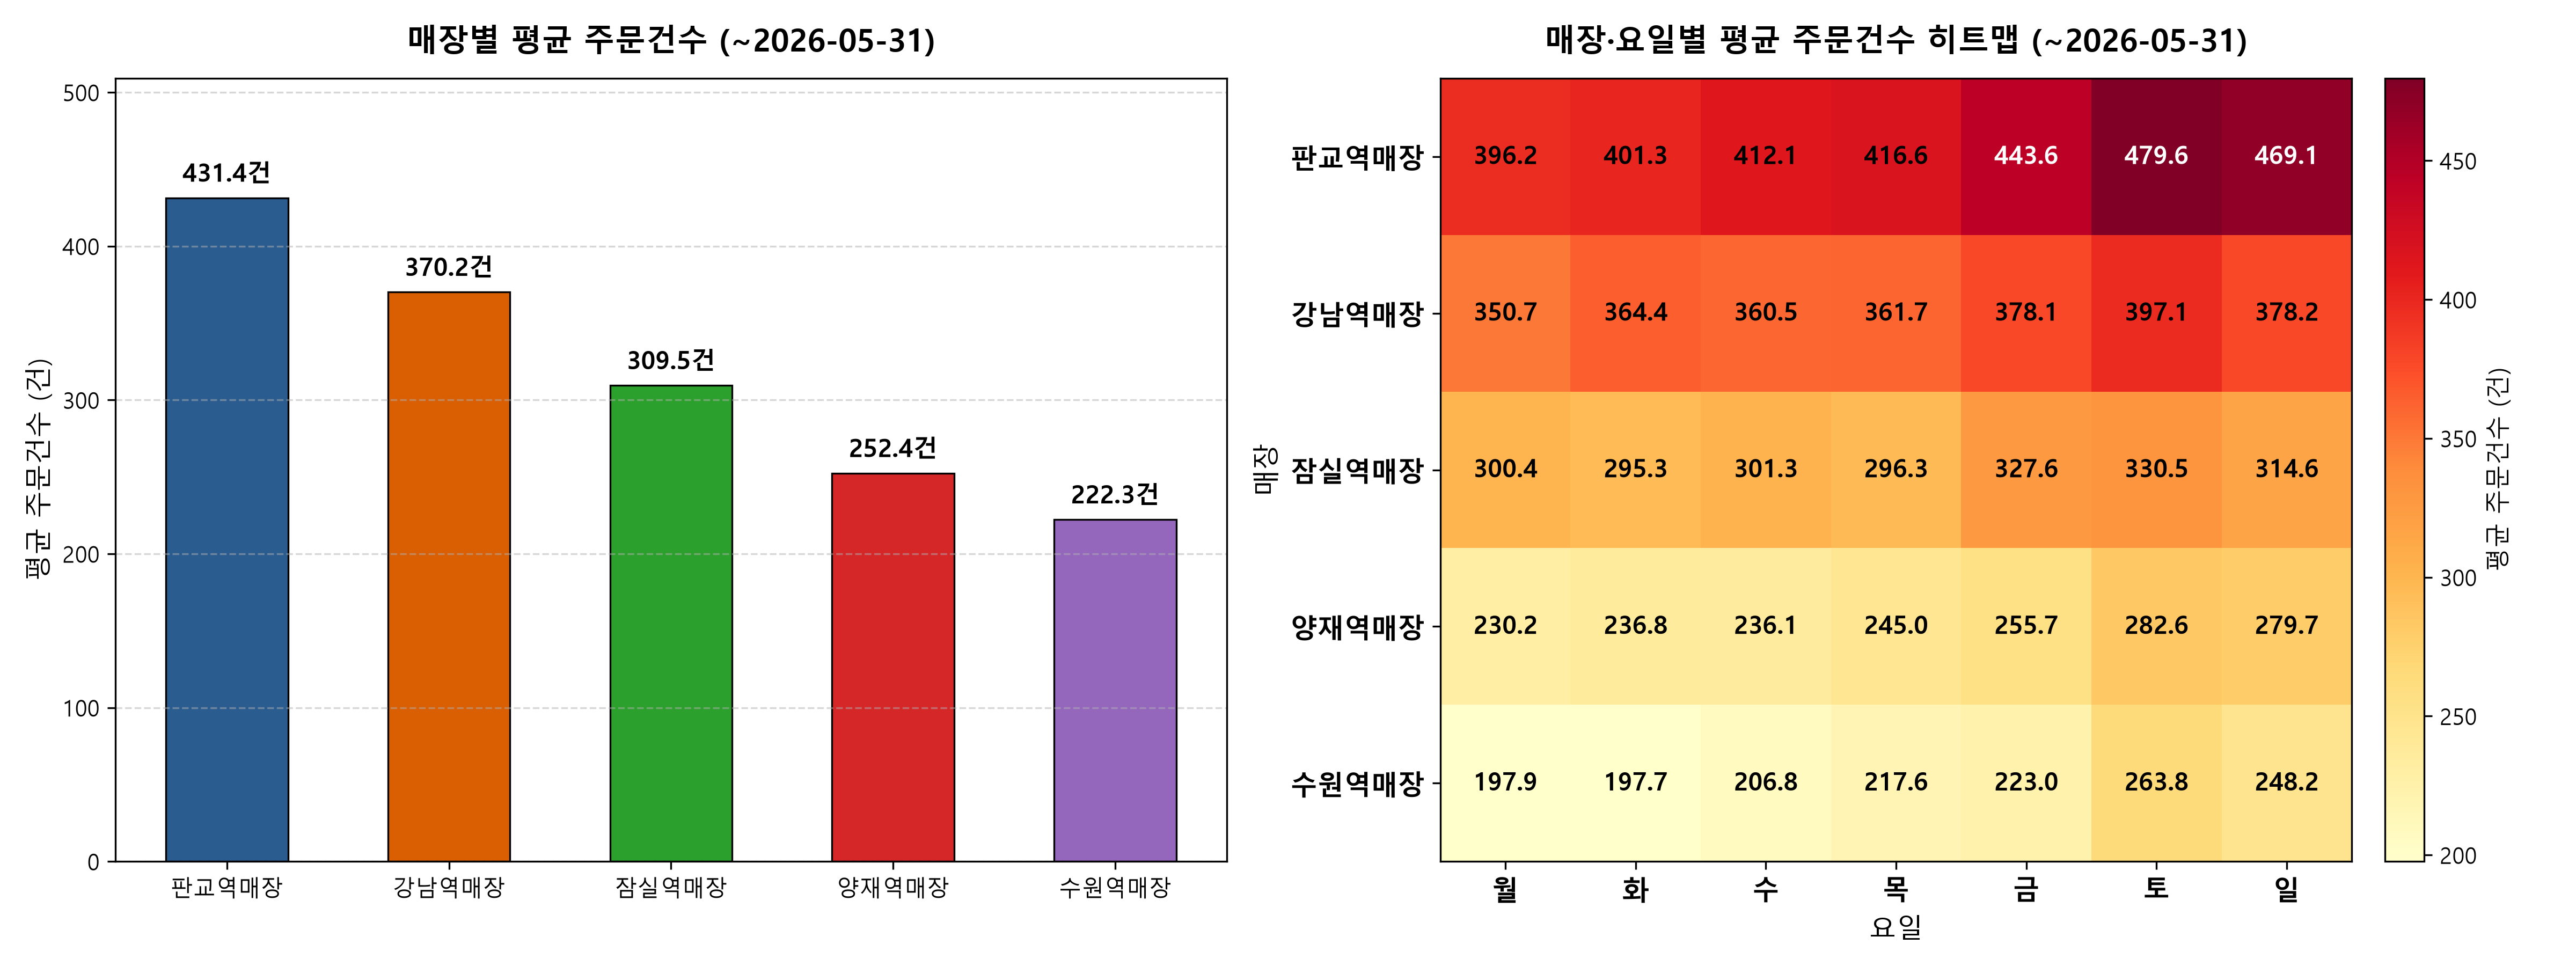 매장별 평균 주문건수 (~2026-05-31)
평균 주문건수 (건)
500
400
300
200
100
0
431.4건
370.2건
309.5건
252.4건
222.3건
판교역매장 강남역매장 잠실역매장 양재역매장 수원역매장
매장·요일별 평균 주문건수 히트맵 (~2026-05-31)
매장
판교역매장 396.2 401.3 412.1 416.6 443.6 479.6 469.1
강남역매장 350.7 364.4 360.5 361.7 378.1 397.1 378.2
잠실역매장 300.4 295.3 301.3 296.3 327.6 330.5 314.6
양재역매장 230.2 236.8 236.1 245.0 255.7 282.6 279.7
수원역매장 197.9 197.7 206.8 217.6 223.0 263.8 248.2
월 화 수 목 금 토 일
요일
450
400
350
300
250
200
평균 주문건수 (건)